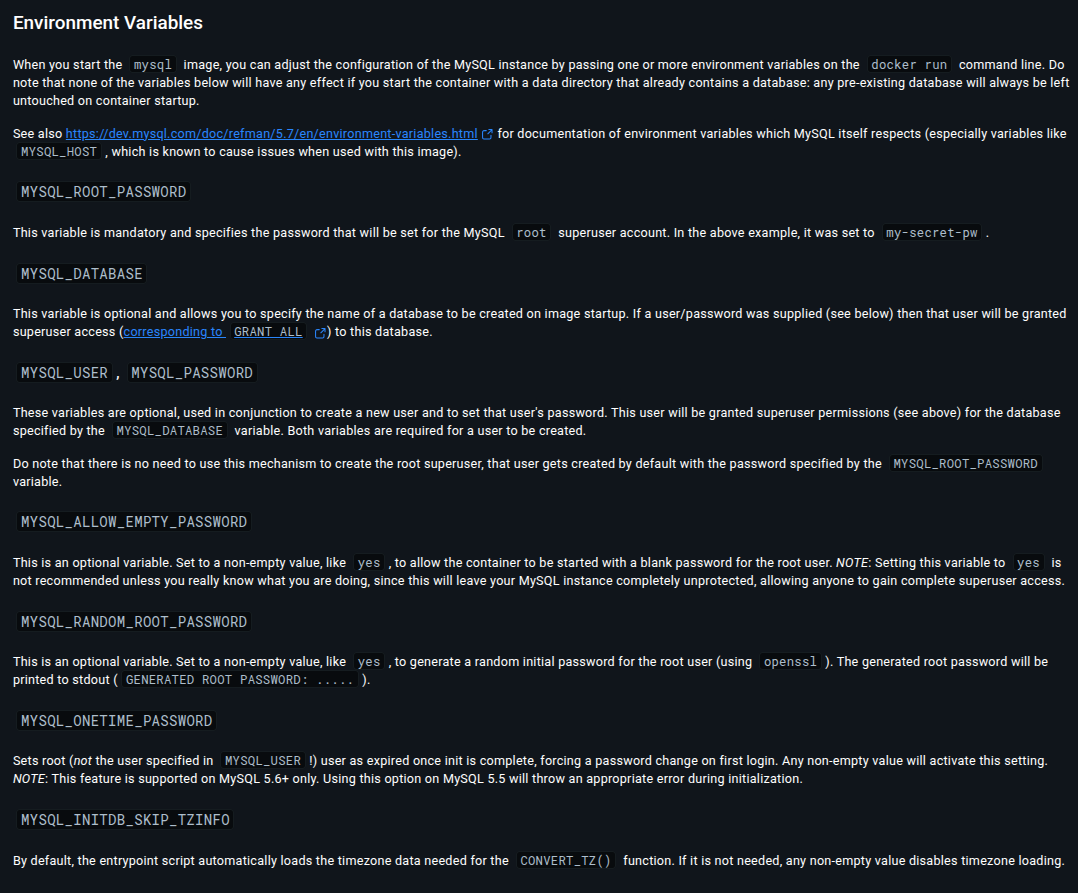 Environment Variables
When you start the mysql image, you can adjust the configuration of the MySQL instance by passing one or more environment variables on the docker run command line. Do
note that none of the variables below will have any effect if you start the container with a data directory that already contains a database: any pre-existing database will always be left
untouched on container startup.
See also https://dev.mysql.com/doc/refman/5.7/en/environment-variables.html for documentation of environment variables which MySQL itself respects (especially variables like
MYSQL_HOST , which is known to cause issues when used with this image).
MYSQL_ROOT_PASSWORD
This variable is mandatory and specifies the password that will be set for the MySQL root superuser account. In the above example, it was set to my-secret-pw .
MYSQL_DATABASE
This variable is optional and allows you to specify the name of a database to be created on image startup. If a user/password was supplied (see below) then that user will be granted
superuser access (corresponding to GRANT ALL ) to this database.
MYSQL_USER , MYSQL_PASSWORD
These variables are optional, used in conjunction to create a new user and to set that user's password. This user will be granted superuser permissions (see above) for the database
specified by the MYSQL_DATABASE variable. Both variables are required for a user to be created.
Do note that there is no need to use this mechanism to create the root superuser, that user gets created by default with the password specified by the MYSQL_ROOT_PASSWORD
variable.
MYSQL_ALLOW_EMPTY_PASSWORD
This is an optional variable. Set to a non-empty value, like yes , to allow the container to be started with a blank password for the root user. NOTE: Setting this variable to yes is
not recommended unless you really know what you are doing, since this will leave your MySQL instance completely unprotected, allowing anyone to gain complete superuser access.
MYSQL_RANDOM_ROOT_PASSWORD
This is an optional variable. Set to a non-empty value, like yes , to generate a random initial password for the root user (using openssl ). The generated root password will be
printed to stdout ( GENERATED ROOT PASSWORD: ..... ).
MYSQL_ONETIME_PASSWORD
Sets root (not the user specified in MYSQL_USER !) user as expired once init is complete, forcing a password change on first login. Any non-empty value will activate this setting.
NOTE: This feature is supported on MySQL 5.6+ only. Using this option on MySQL 5.5 will throw an appropriate error during initialization.
MYSQL_INITDB_SKIP_TZINFO
By default, the entrypoint script automatically loads the timezone data needed for the CONVERT_TZ() function. If it is not needed, any non-empty value disables timezone loading.